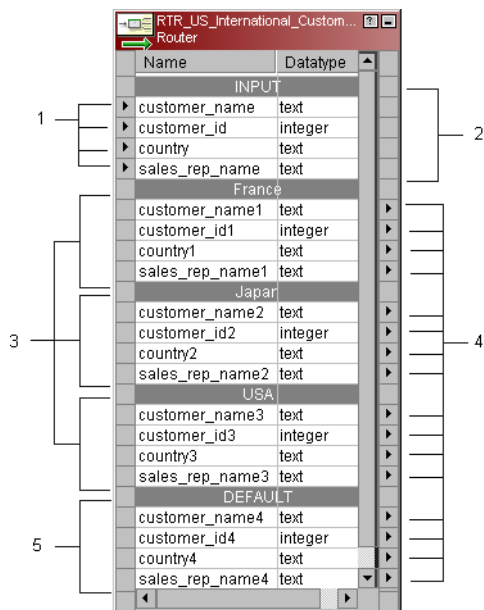 RTR_US_International_Custom...
Router
Name Datatype
INPUT
1
customer_name text
customer_id integer
2
country text
sales_rep_name text
France
customer_name1 text
customer_id1 integer
country1 text
sales_rep_name1 text
Japan
customer_name2 text
customer_id2 integer
3
4
country2 text
sales_rep_name2 text
USA
customer_name3 text
customer_id3 integer
country3 text
sales_rep_name3 text
DEFAULT
customer_name4 text
customer_id4 integer
5
country4 text
sales_rep_name4 text